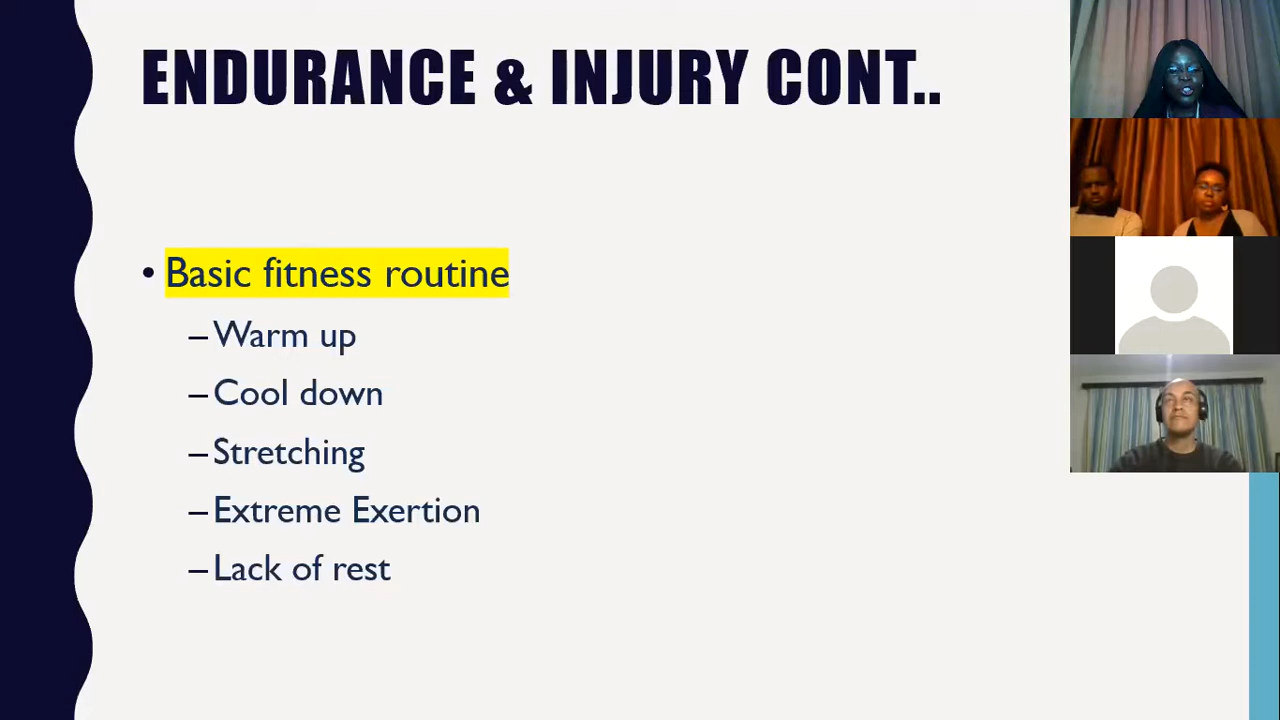 ENDURANCE & INJURY CONT..
• Basic fitness routine
–Warm up
–Cool down
–Stretching
–Extreme Exertion
–Lack of rest